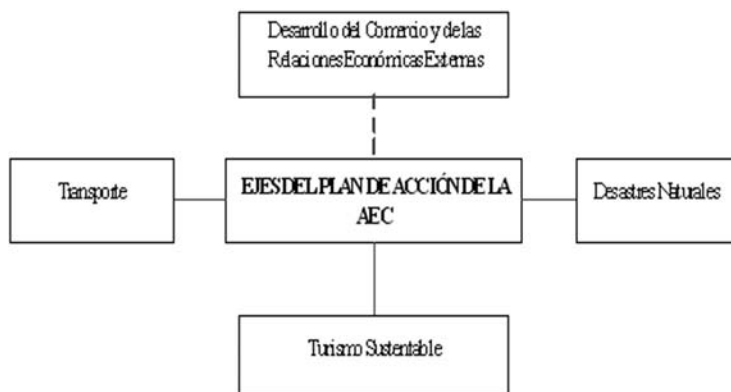 Desarrollo del Comercio y de las
Relaciones Económicas Externas
Transporte
EJES DEL PLAN DE ACCIÓN DE LA
AEC
Desastres Naturales
Turismo Sustentable